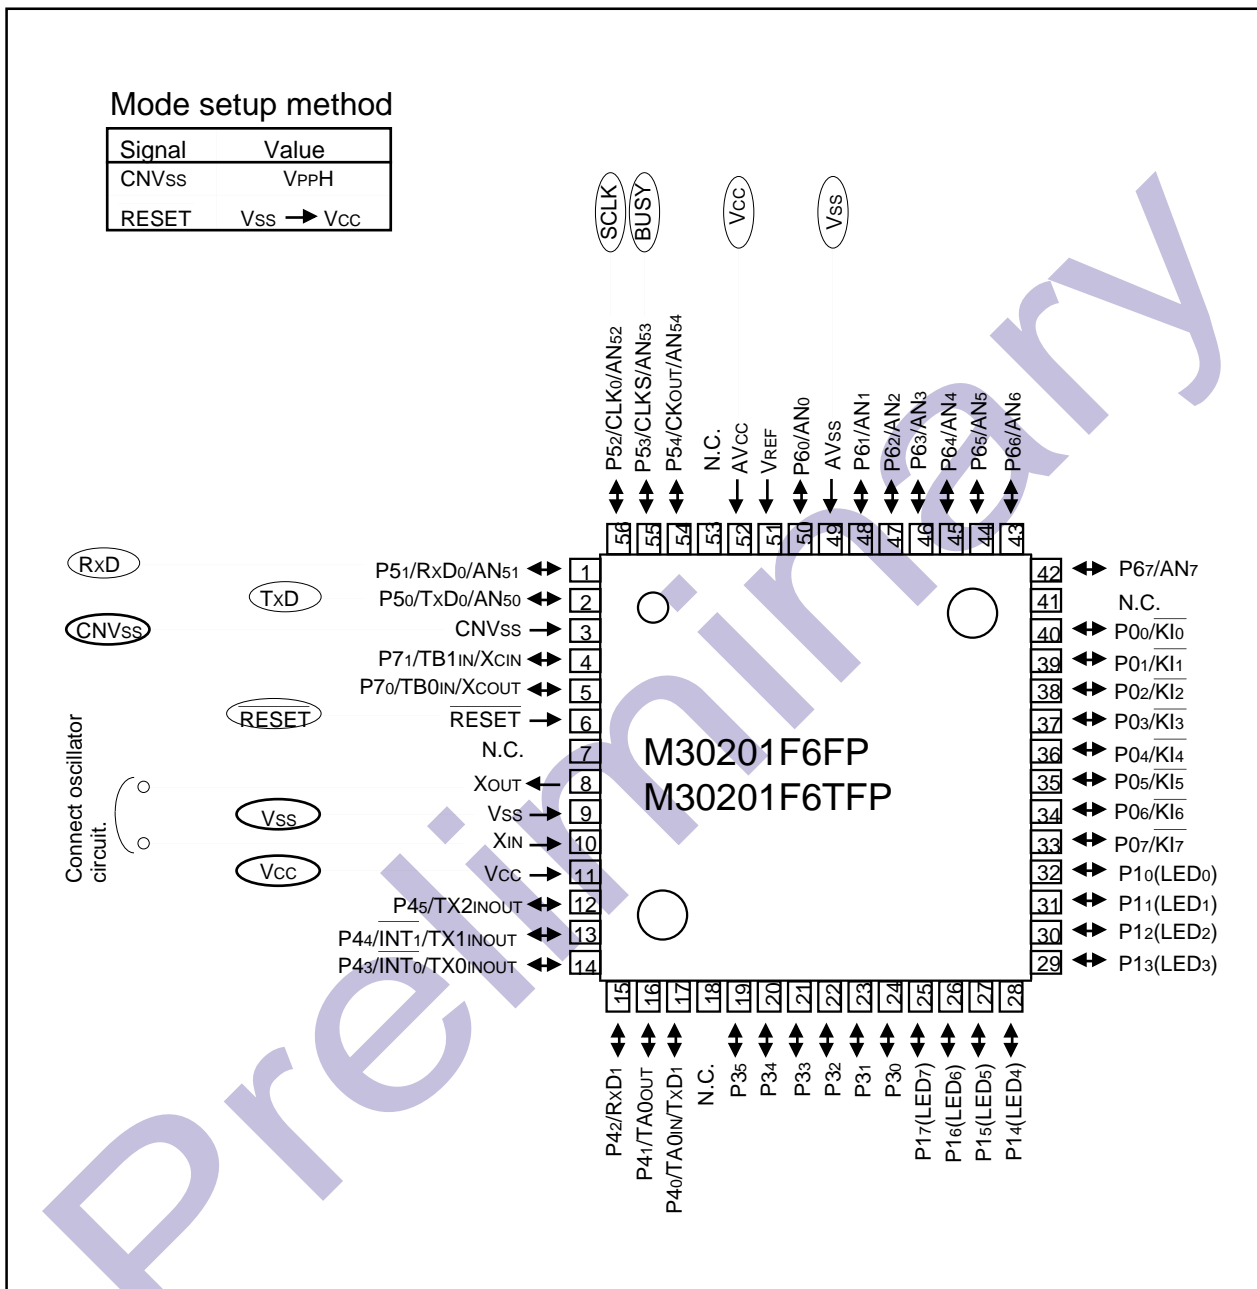 Mode setup method
Signal Value
CNVss VPPH
RESET Vss → Vcc
SCLK
BUSY
Vcc
Vss
P52/CLK0/AN52
P53/CLKS/AN53
P54/CKOUT/AN54
N.C.
AVCC
VREF
P60/AN0
AVSS
P61/AN1
P62/AN2
P63/AN3
P64/AN4
P65/AN5
P66/AN6
56 55 54 53 52 51 50 49 48 47 46 45 44 43
RxD
P51/RxD0/AN51 1
TxD
P50/TxD0/AN50 2
CNVss
CNVss 3
P71/TB1IN/XCIN 4
P70/TB0IN/XCOUT 5
RESET
RESET 6
N.C. 7
Connect oscillator
circuit.
XOUT 8
Vss
Vss 9
XIN 10
Vcc
Vcc 11
P45/TX2INOUT 12
P44/INT1/TX1INOUT 13
P43/INT0/TX0INOUT 14
M30201F6FP
M30201F6TFP
42 P67/AN7
41 N.C.
40 P00/KI0
39 P01/KI1
38 P02/KI2
37 P03/KI3
36 P04/KI4
35 P05/KI5
34 P06/KI6
33 P07/KI7
32 P10(LED0)
31 P11(LED1)
30 P12(LED2)
29 P13(LED3)
15 16 17 18 19 20 21 22 23 24 25 26 27 28
P42/RxD1
P41/TA0OUT
P40/TA0IN/TxD1
N.C.
P35
P34
P33
P32
P31
P30
P17(LED7)
P16(LED6)
P15(LED5)
P14(LED4)
Preliminary